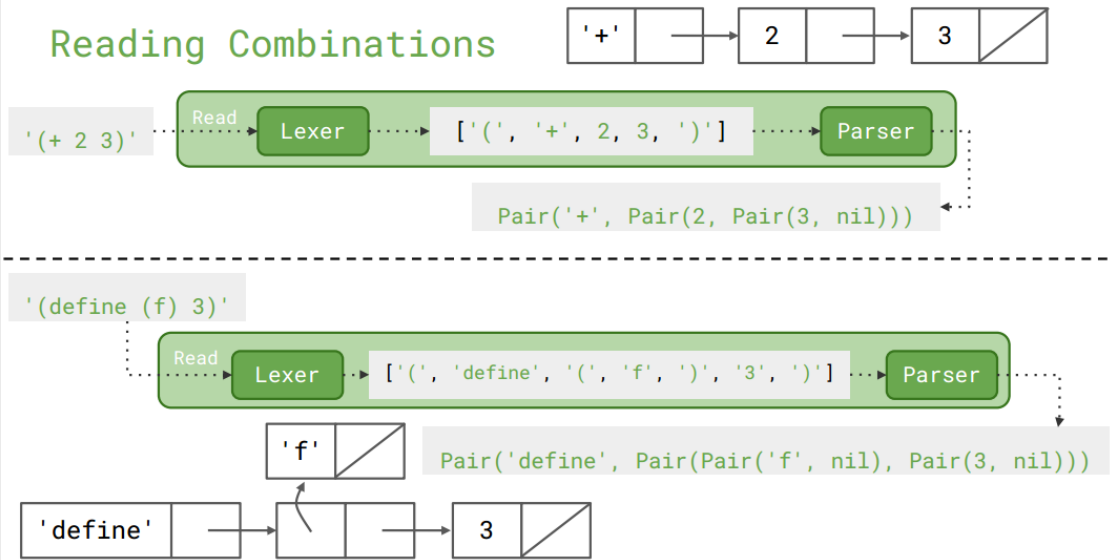 Reading Combinations
'+' 2 3
'(+ 2 3)'
Read
Lexer
['(', '+', 2, 3, ')']
Parser
Pair('+', Pair(2, Pair(3, nil)))
'(define (f) 3)'
Read
Lexer
['(', 'define', '(', 'f', ')', '3', ')']
Parser
'f'
Pair('define', Pair(Pair('f', nil), Pair(3, nil)))
'define' 3